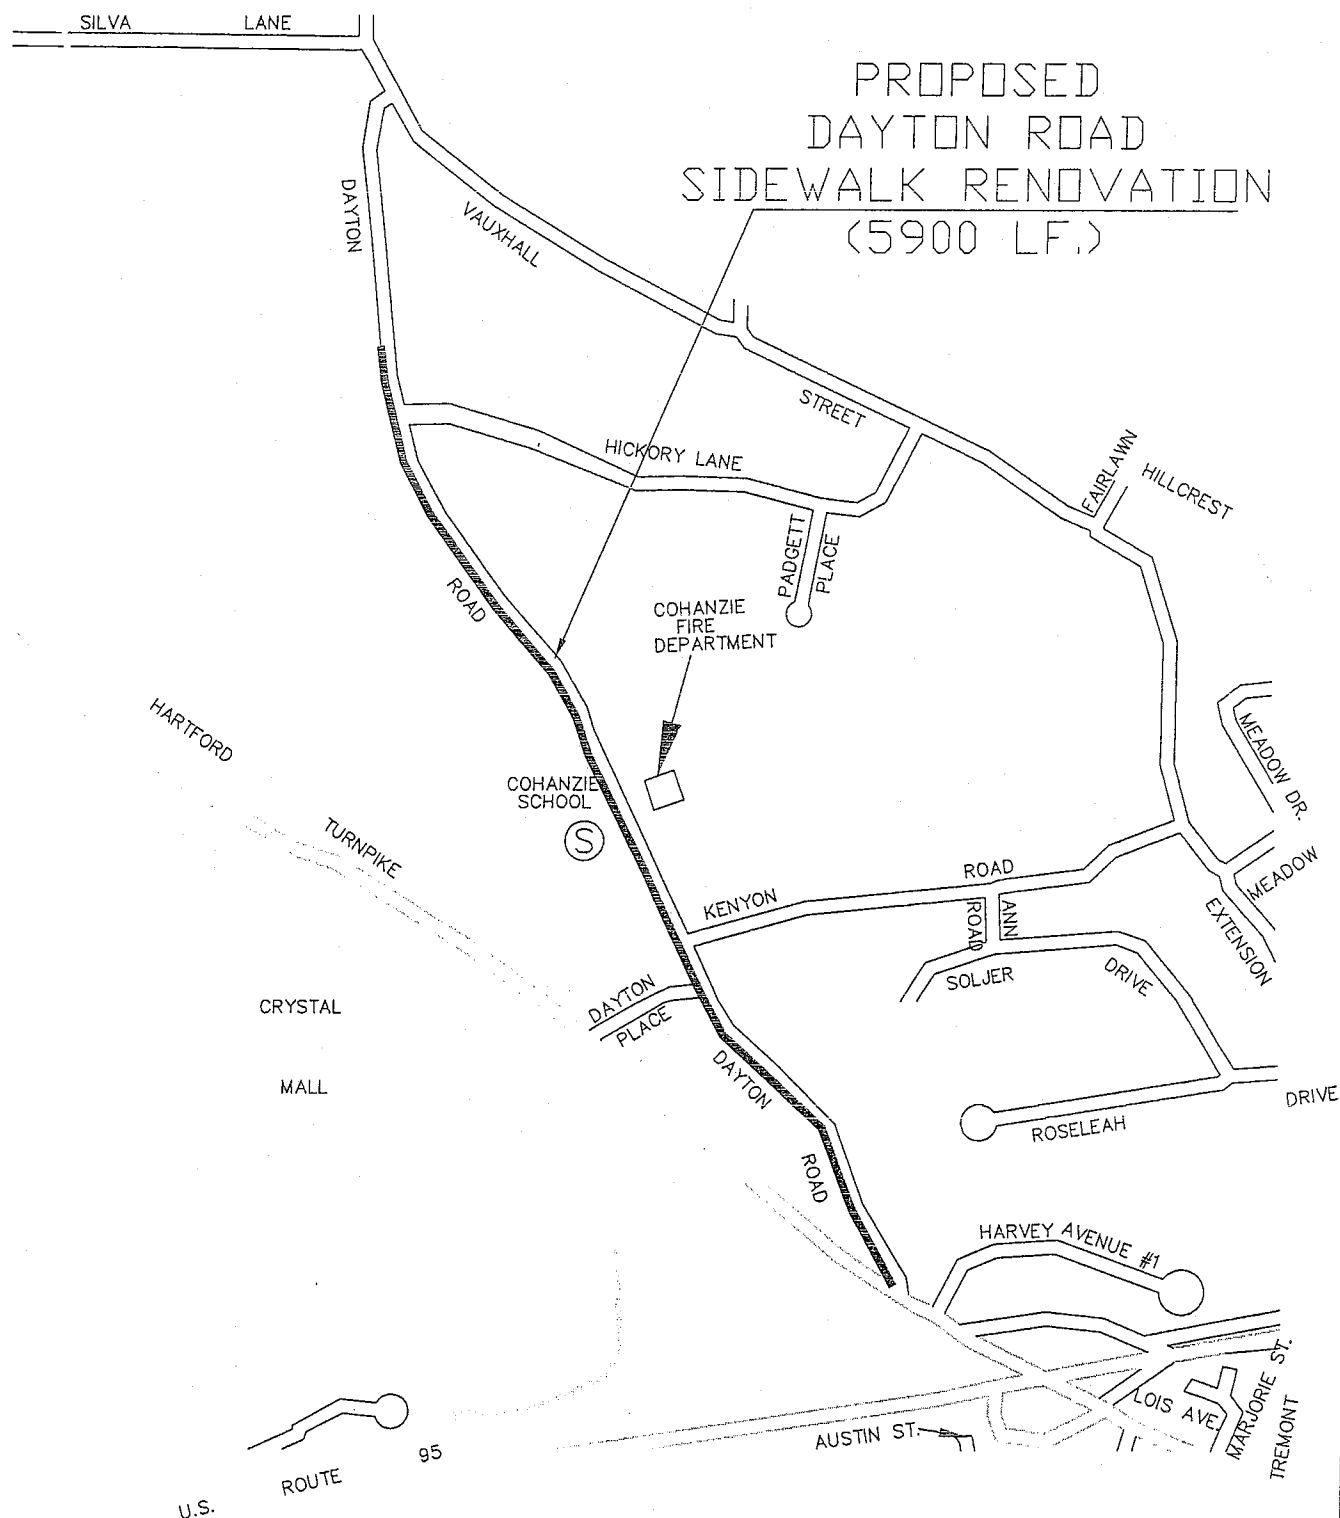 SILVA LANE
PROPOSED
DAYTON ROAD
SIDEWALK RENOVATION
(5900 LF.)
DAYTON
VAUXHALL
STREET
HICKORY LANE
FAIRLAWN
HILLCREST
PADGETT
PLACE
ROAD
COHANZIE
FIRE
DEPARTMENT
HARTFORD
TURNPIKE
COHANZIE
SCHOOL
S
MEADOW DR.
MEADOW
EXTENSION
KENYON
ROAD
ROAD
ANN
SOLJER
DRIVE
DAYTON
PLACE
CRYSTAL
MALL
DAYTON
ROAD
ROSELEAH
DRIVE
HARVEY AVENUE #1
LOIS AVE.
MARJORIE ST.
TREMONT
AUSTIN ST.
U.S. ROUTE 95